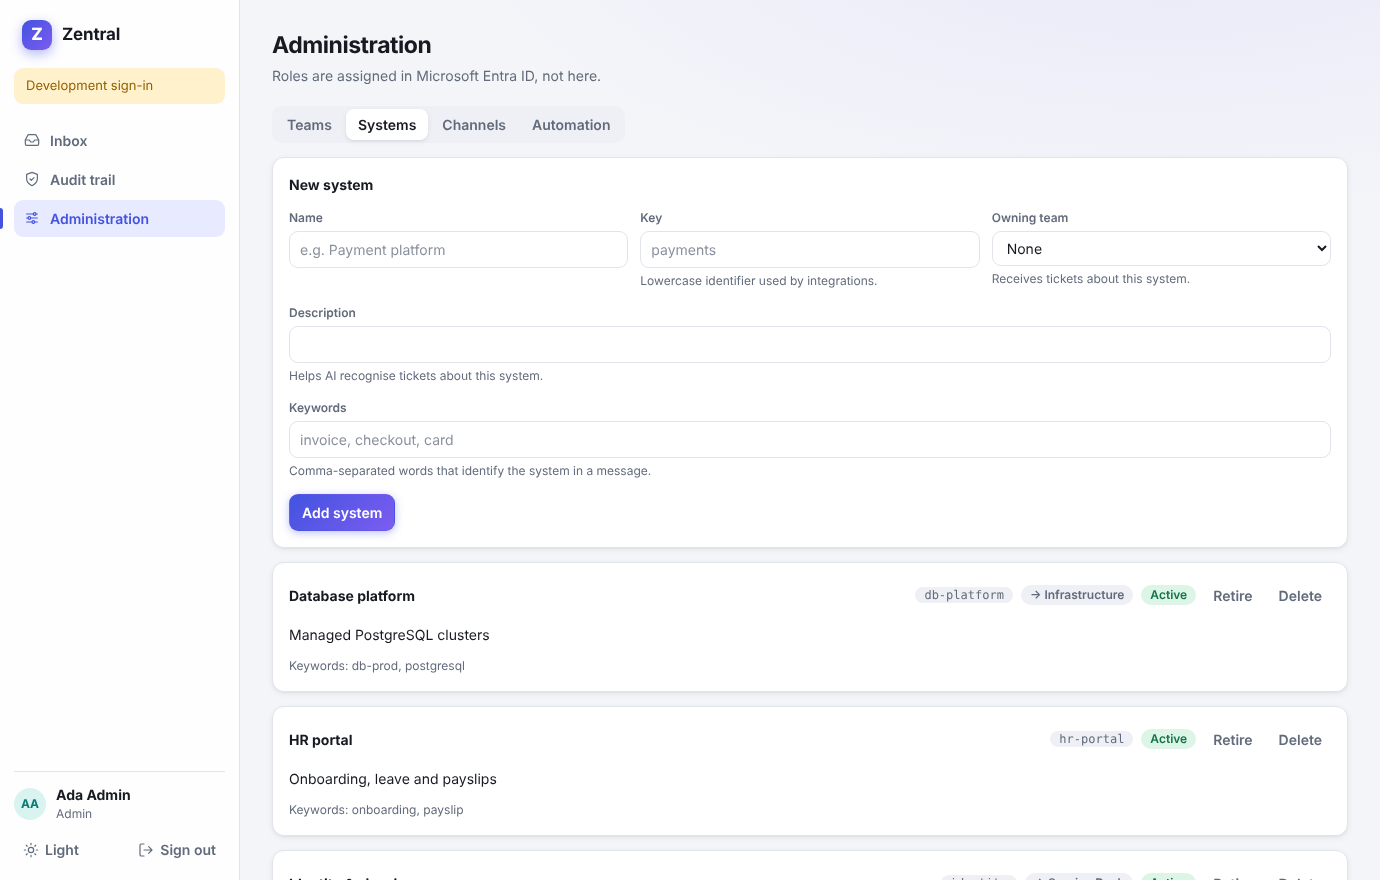 Z Zentral
Development sign-in
Inbox
Audit trail
Administration
AA
Ada Admin
Admin
Light
Sign out
Administration
Roles are assigned in Microsoft Entra ID, not here.
Teams Systems Channels Automation
New system
Name Key Owning team
e.g. Payment platform payments None
Lowercase identifier used by integrations. Receives tickets about this system.
Description
Helps AI recognise tickets about this system.
Keywords
invoice, checkout, card
Comma-separated words that identify the system in a message.
Add system
Database platform db-platform → Infrastructure Active Retire Delete
Managed PostgreSQL clusters
Keywords: db-prod, postgresql
HR portal hr-portal Active Retire Delete
Onboarding, leave and payslips
Keywords: onboarding, payslip